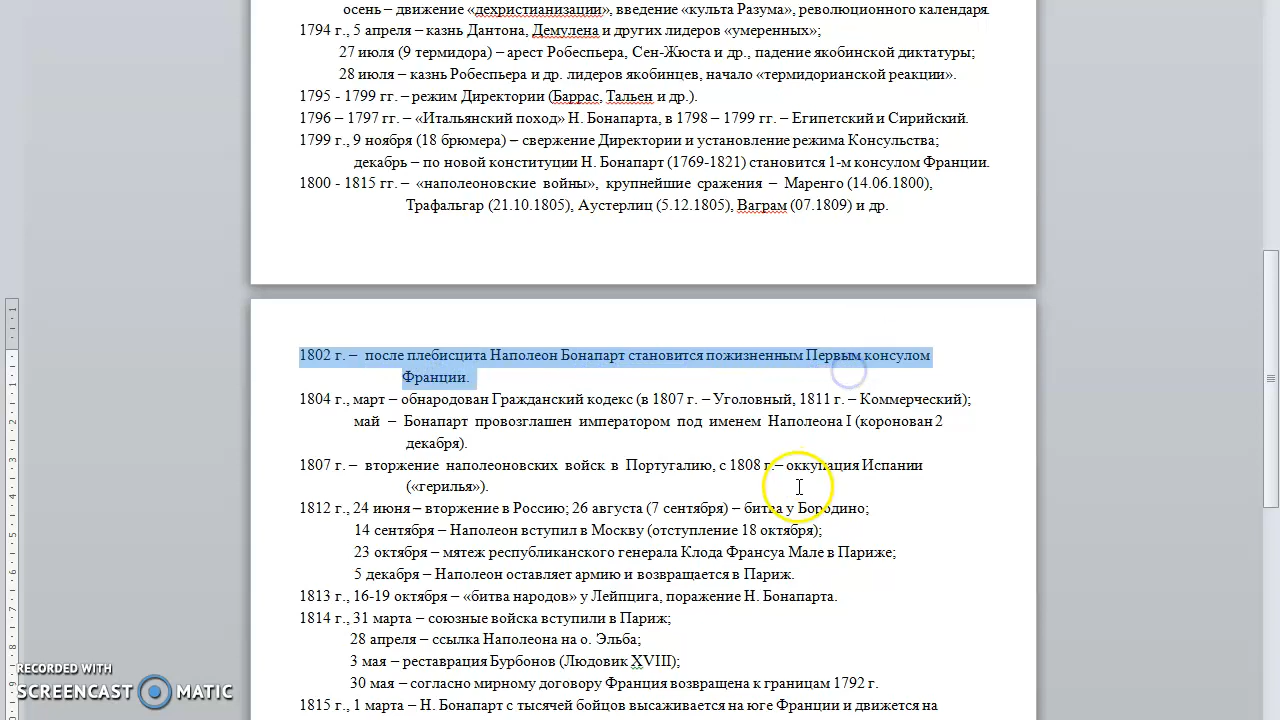 осень – движение «дехристианизации», введение «культа Разума», революционного календаря.
1794 г., 5 апреля – казнь Дантона, Демулена и других лидеров «умеренных»;
27 июля (9 термидора) – арест Робеспьера, Сен-Жюста и др., падение якобинской диктатуры;
28 июля – казнь Робеспьера и др. лидеров якобинцев, начало «термидорианской реакции».
1795 - 1799 гг. – режим Директории (Баррас, Тальен и др.).
1796 – 1797 гг. – «Итальянский поход» Н. Бонапарта, в 1798 – 1799 гг. – Египетский и Сирийский.
1799 г., 9 ноября (18 брюмера) – свержение Директории и установление режима Консульства;
декабрь – по новой конституции Н. Бонапарт (1769-1821) становится 1-м консулом Франции.
1800 - 1815 гг. – «наполеоновские войны», крупнейшие сражения – Маренго (14.06.1800),
Трафальгар (21.10.1805), Аустерлиц (5.12.1805), Ваграм (07.1809) и др.
1802 г. – после плебисцита Наполеон Бонапарт становится пожизненным Первым консулом
Франции.
1804 г., март – обнародован Гражданский кодекс (в 1807 г. – Уголовный, 1811 г. – Коммерческий);
май – Бонапарт провозглашен императором под именем Наполеона I (коронован 2
декабря).
1807 г. – вторжение наполеоновских войск в Португалию, с 1808 г.– оккупация Испании
(«герилья»).
1812 г., 24 июня – вторжение в Россию; 26 августа (7 сентября) – битва у Бородино;
14 сентября – Наполеон вступил в Москву (отступление 18 октября);
23 октября – мятеж республиканского генерала Клода Франсуа Мале в Париже;
5 декабря – Наполеон оставляет армию и возвращается в Париж.
1813 г., 16-19 октября – «битва народов» у Лейпцига, поражение Н. Бонапарта.
1814 г., 31 марта – союзные войска вступили в Париж;
28 апреля – ссылка Наполеона на о. Эльба;
3 мая – реставрация Бурбонов (Людовик XVIII);
30 мая – согласно мирному договору Франция возвращена к границам 1792 г.
1815 г., 1 марта – Н. Бонапарт с тысячей бойцов высаживается на юге Франции и движется на
RECORDED WITH
SCREENCAST MATIC